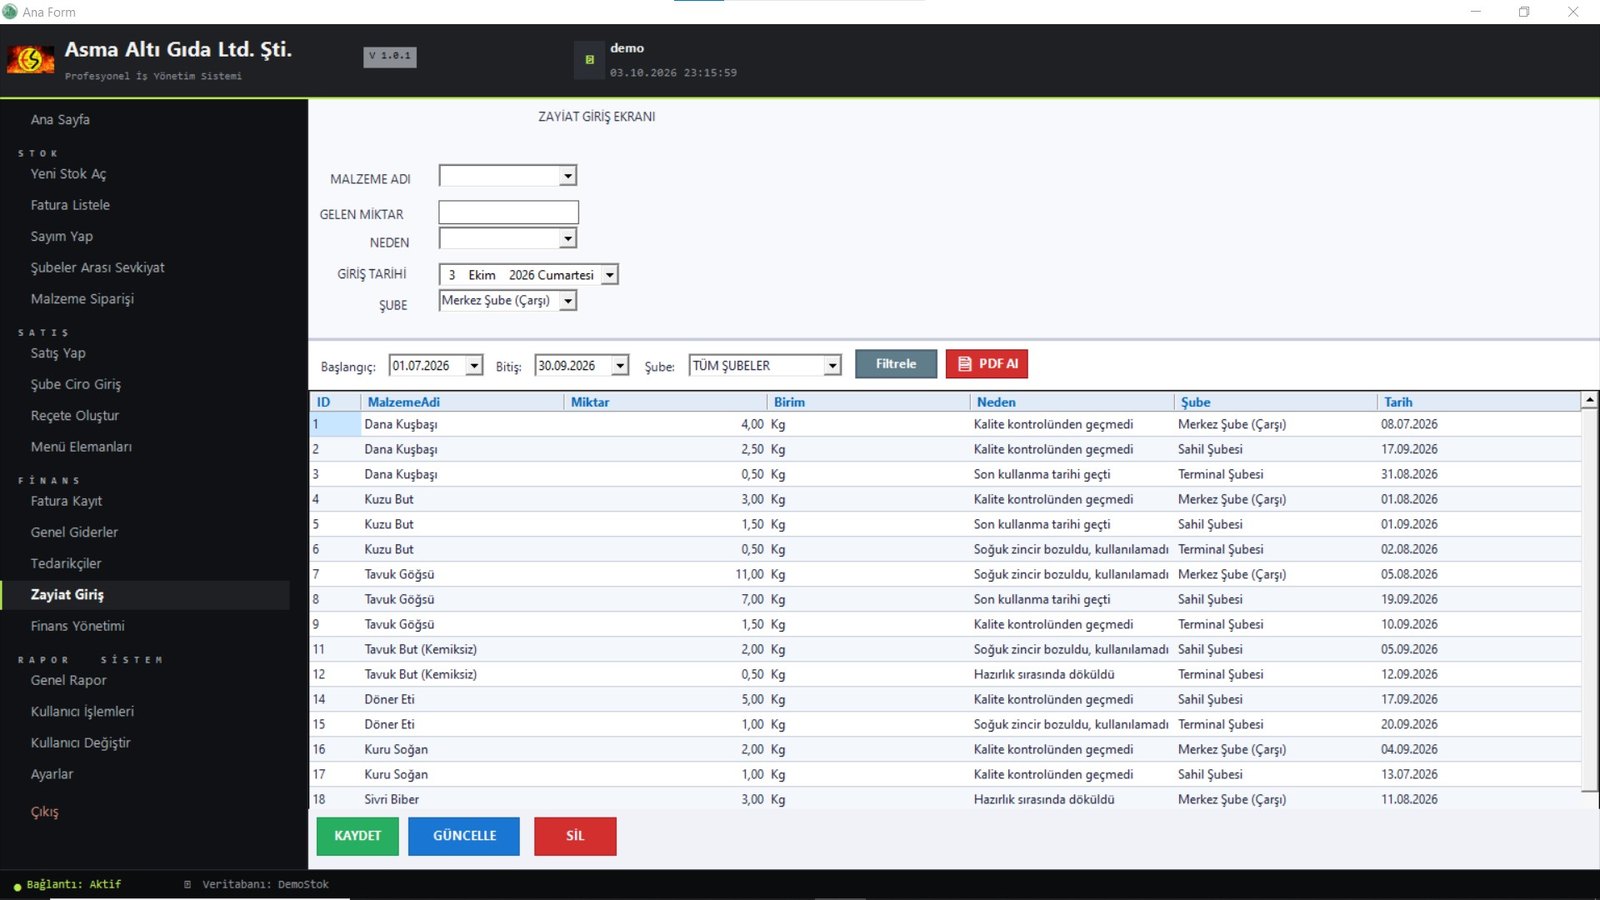 Ana Form
Asma Altı Gıda Ltd. Şti.
Profesyonel İş Yönetim Sistemi
V 1.0.1
demo
03.10.2026 23:15:59
Ana Sayfa
STOK
Yeni Stok Aç
Fatura Listele
Sayım Yap
Şubeler Arası Sevkiyat
Malzeme Siparişi
SATIŞ
Satış Yap
Şube Ciro Giriş
Reçete Oluştur
Menü Elemanları
FİNANS
Fatura Kayıt
Genel Giderler
Tedarikçiler
Zayiat Giriş
Finans Yönetimi
RAPOR SİSTEM
Genel Rapor
Kullanıcı İşlemleri
Kullanıcı Değiştir
Ayarlar
Çıkış
ZAYİAT GİRİŞ EKRANI
MALZEME ADI
GELEN MİKTAR
NEDEN
GİRİŞ TARİHİ 3 Ekim 2026 Cumartesi
ŞUBE Merkez Şube (Çarşı)
Başlangıç: 01.07.2026 Bitiş: 30.09.2026 Şube: TÜM ŞUBELER Filtrele PDF Al
ID MalzemeAdi Miktar Birim Neden Şube Tarih
1 Dana Kuşbaşı 4,00 Kg Kalite kontrolünden geçmedi Merkez Şube (Çarşı) 08.07.2026
2 Dana Kuşbaşı 2,50 Kg Kalite kontrolünden geçmedi Sahil Şubesi 17.09.2026
3 Dana Kuşbaşı 0,50 Kg Son kullanma tarihi geçti Terminal Şubesi 31.08.2026
4 Kuzu But 3,00 Kg Kalite kontrolünden geçmedi Merkez Şube (Çarşı) 01.08.2026
5 Kuzu But 1,50 Kg Son kullanma tarihi geçti Sahil Şubesi 01.09.2026
6 Kuzu But 0,50 Kg Soğuk zincir bozuldu, kullanılamadı Terminal Şubesi 02.08.2026
7 Tavuk Göğsü 11,00 Kg Soğuk zincir bozuldu, kullanılamadı Merkez Şube (Çarşı) 05.08.2026
8 Tavuk Göğsü 7,00 Kg Son kullanma tarihi geçti Sahil Şubesi 19.09.2026
9 Tavuk Göğsü 1,50 Kg Kalite kontrolünden geçmedi Terminal Şubesi 10.09.2026
11 Tavuk But (Kemiksiz) 2,00 Kg Soğuk zincir bozuldu, kullanılamadı Sahil Şubesi 05.09.2026
12 Tavuk But (Kemiksiz) 0,50 Kg Hazırlık sırasında döküldü Terminal Şubesi 12.09.2026
14 Döner Eti 5,00 Kg Kalite kontrolünden geçmedi Sahil Şubesi 17.09.2026
15 Döner Eti 1,00 Kg Soğuk zincir bozuldu, kullanılamadı Terminal Şubesi 20.09.2026
16 Kuru Soğan 2,00 Kg Kalite kontrolünden geçmedi Merkez Şube (Çarşı) 04.09.2026
17 Kuru Soğan 1,00 Kg Kalite kontrolünden geçmedi Sahil Şubesi 13.07.2026
18 Sivri Biber 3,00 Kg Hazırlık sırasında döküldü Merkez Şube (Çarşı) 11.08.2026
KAYDET GÜNCELLE SİL
Bağlantı: Aktif Veritabanı: DemoStok